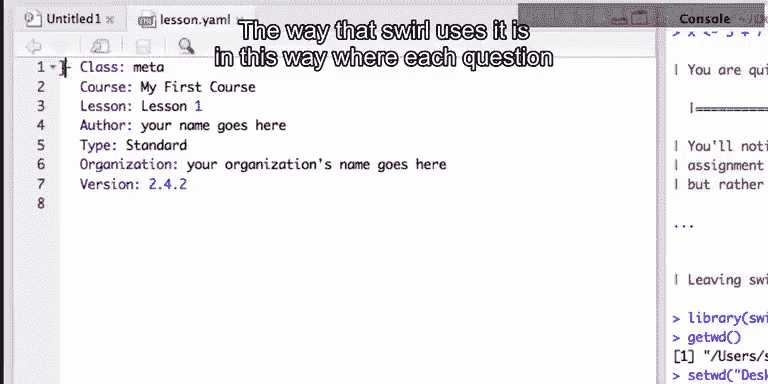 Untitled1 × lesson.yaml ×
Console
The way that swirl uses it is
in this way where each question
1 - Class: meta
2 Course: My First Course
3 Lesson: Lesson 1
4 Author: your name goes here
5 Type: Standard
6 Organization: your organization's name goes here
7 Version: 2.4.2
8
| You are qui
|==========
| You'll noti
| assignment
| but rather
...
| Leaving swi
> library(swi
> getwd()
[1] "/Users/s
> setwd("Desk